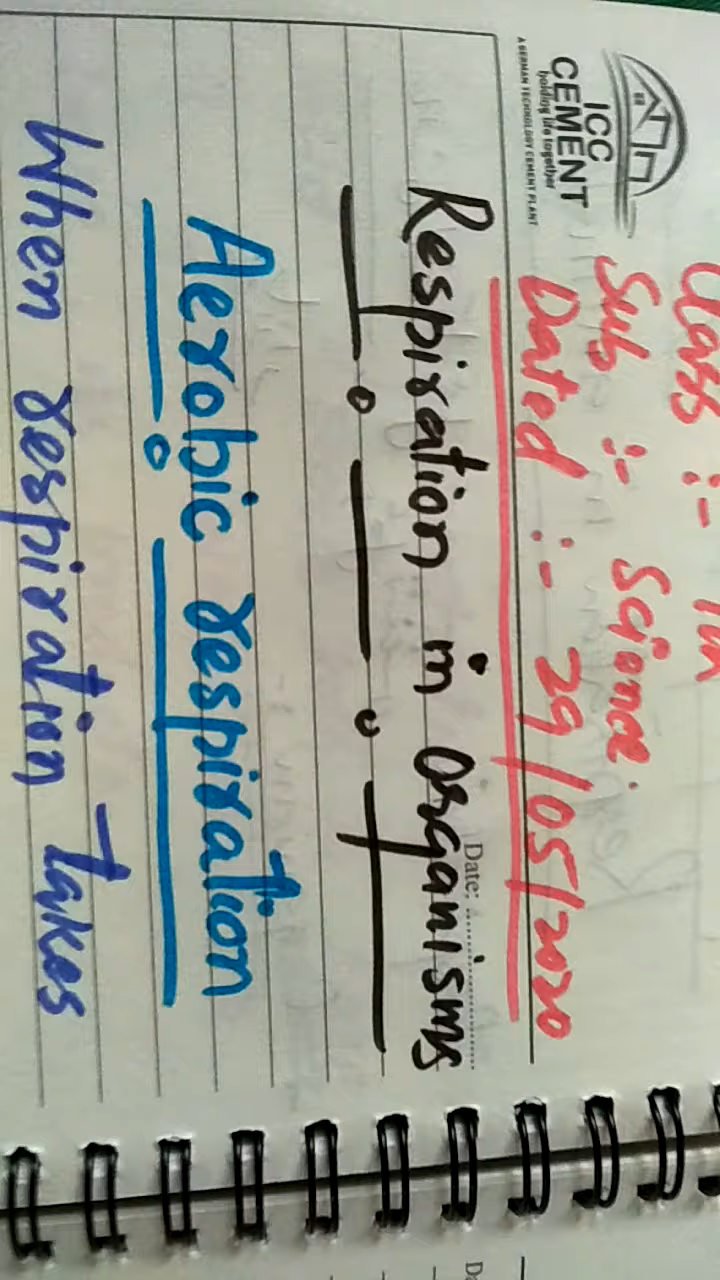 Class :-
Sub :- Science.
Dated :- 29/05/2020
ICC
CEMENT
holding life together
A GERMAN TECHNOLOGY CEMENT PLANT
Date:
Respiration in organisms
Aerobic respiration
When respiration takes